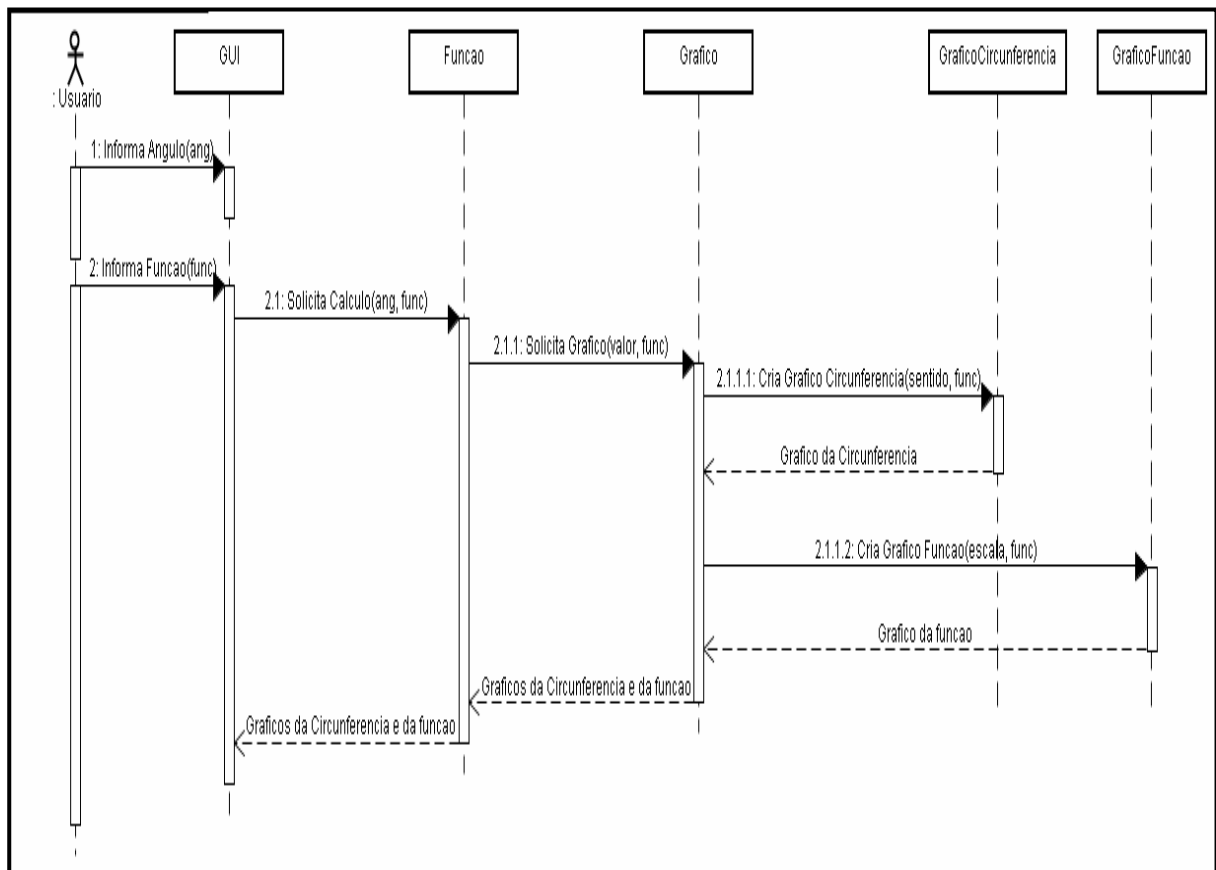 GUI
Funcao
Grafico
GraficoCircunferência
GraficoFuncao
: Usuario
1: Informa Angulo(ang)
2: Informa Funcao(func)
2.1: Solicita Calculo(ang, func)
2.1.1: Solicita Grafico(valor, func)
2.1.1.1: Cria Grafico Circunferência(sentido, func)
Grafico da Circunferencia
2.1.1.2: Cria Grafico Funcao(escala, func)
Grafico da funcao
Graficos da Circunferencia e da funcao
Graficos da Circunferência e da funcao